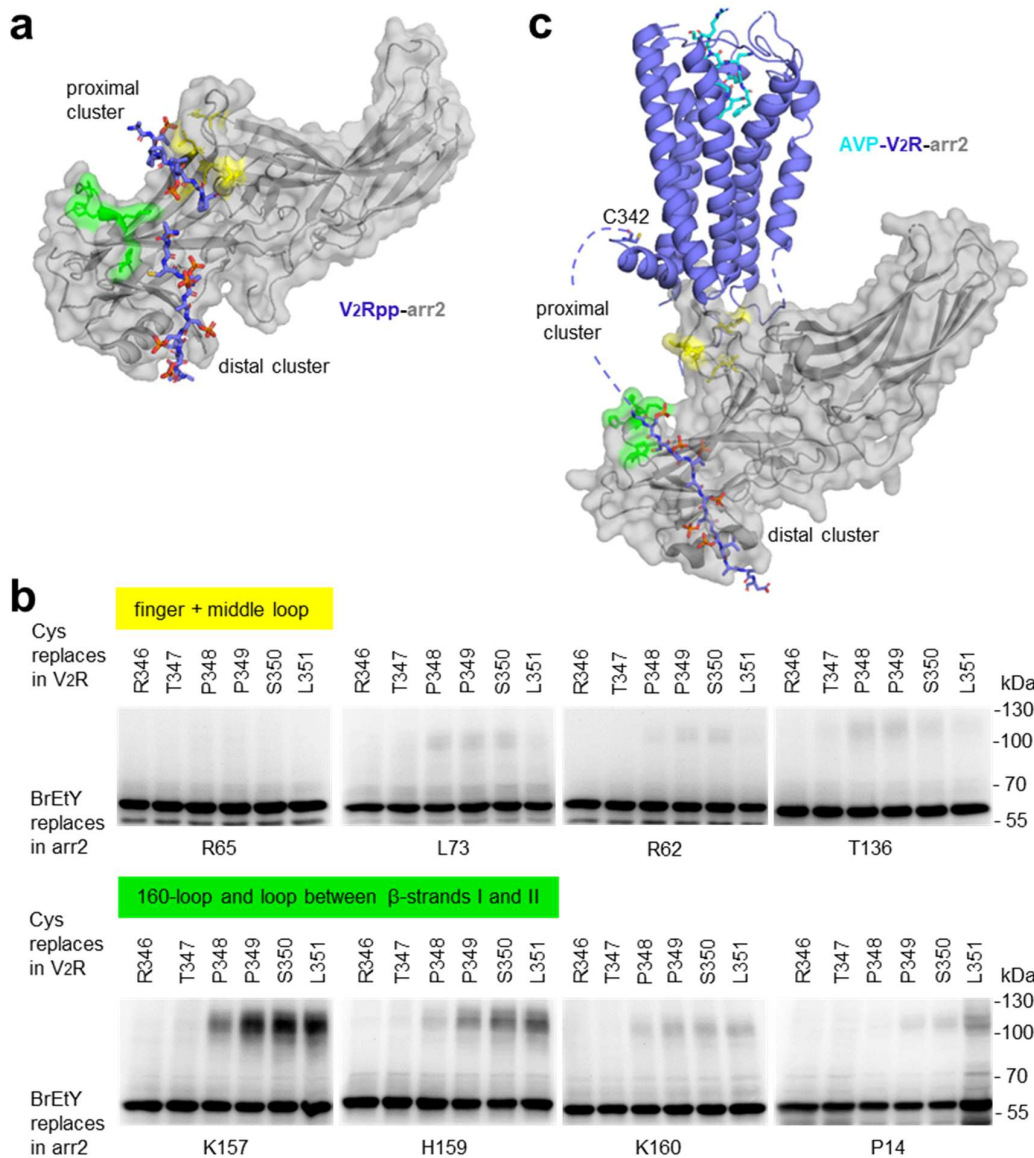 a
c
proximal
cluster
V2Rpp-arr2
distal cluster
AVP-V2R-arr2
C342
proximal
cluster
distal cluster
b
finger + middle loop
Cys
replaces
in V2R
R346 T347 P348 P349 S350 L351 R346 T347 P348 P349 S350 L351 R346 T347 P348 P349 S350 L351 R346 T347 P348 P349 S350 L351
kDa
-130
-100
- 70
- 55
BrEtY
replaces
in arr2
R65 L73 R62 T136
160-loop and loop between β-strands I and II
Cys
replaces
in V2R
R346 T347 P348 P349 S350 L351 R346 T347 P348 P349 S350 L351 R346 T347 P348 P349 S350 L351 R346 T347 P348 P349 S350 L351
kDa
-130
-100
- 70
- 55
BrEtY
replaces
in arr2
K157 H159 K160 P14